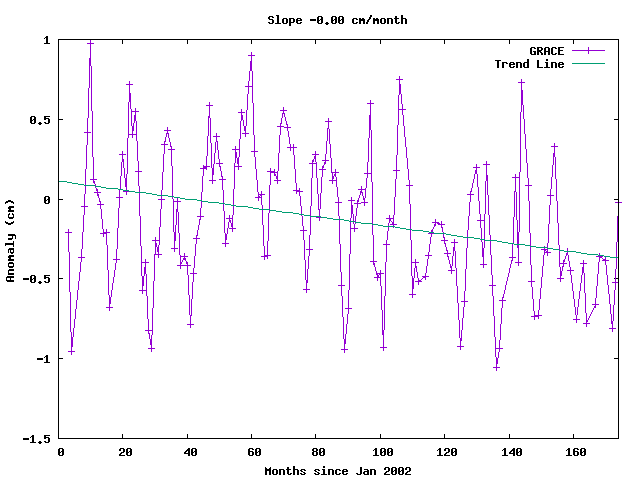 Slope -0.00 cm/month
GRACE
Trend Line
1
0.5
0
-0.5
-1
-1.5
Anomaly (cm)
0 20 40 60 80 100 120 140 160
Months since Jan 2002